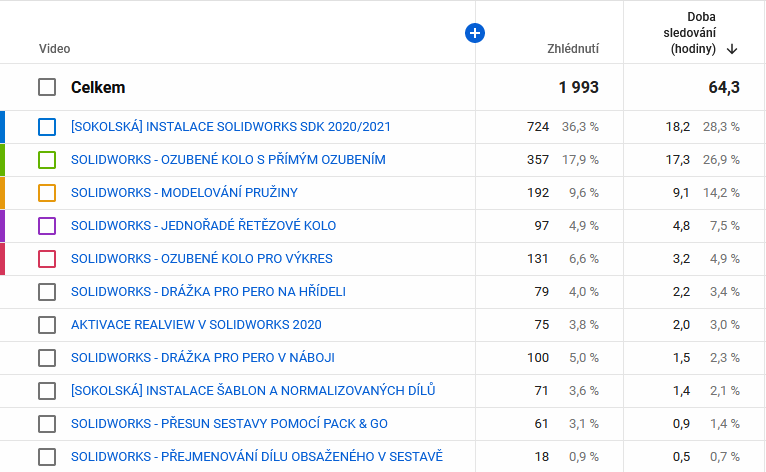 Video
Zhlédnutí
Doba
sledování
(hodiny)
Celkem 1 993 64,3
[SOKOLSKÁ] INSTALACE SOLIDWORKS SDK 2020/2021 724 36,3 % 18,2 28,3 %
SOLIDWORKS - OZUBENÉ KOLO S PŘÍMÝM OZUBENÍM 357 17,9 % 17,3 26,9 %
SOLIDWORKS - MODELOVÁNÍ PRUŽINY 192 9,6 % 9,1 14,2 %
SOLIDWORKS - JEDNOŘADÉ ŘETĚZOVÉ KOLO 97 4,9 % 4,8 7,5 %
SOLIDWORKS - OZUBENÉ KOLO PRO VÝKRES 131 6,6 % 3,2 4,9 %
SOLIDWORKS - DRÁŽKA PRO PERO NA HŘÍDELI 79 4,0 % 2,2 3,4 %
AKTIVACE REALVIEW V SOLIDWORKS 2020 75 3,8 % 2,0 3,0 %
SOLIDWORKS - DRÁŽKA PRO PERO V NÁBOJI 100 5,0 % 1,5 2,3 %
[SOKOLSKÁ] INSTALACE ŠABLON A NORMALIZOVANÝCH DÍLŮ 71 3,6 % 1,4 2,1 %
SOLIDWORKS - PŘESUN SESTAVY POMOCÍ PACK & GO 61 3,1 % 0,9 1,4 %
SOLIDWORKS - PŘEJMENOVÁNÍ DÍLU OBSAŽENÉHO V SESTAVĚ 18 0,9 % 0,5 0,7 %